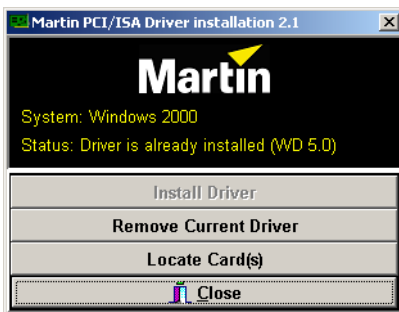 Martin PCI/ISA Driver installation 2.1
Martin
System: Windows 2000
Status: Driver is already installed (WD 5.0)
Install Driver
Remove Current Driver
Locate Card(s)
Close